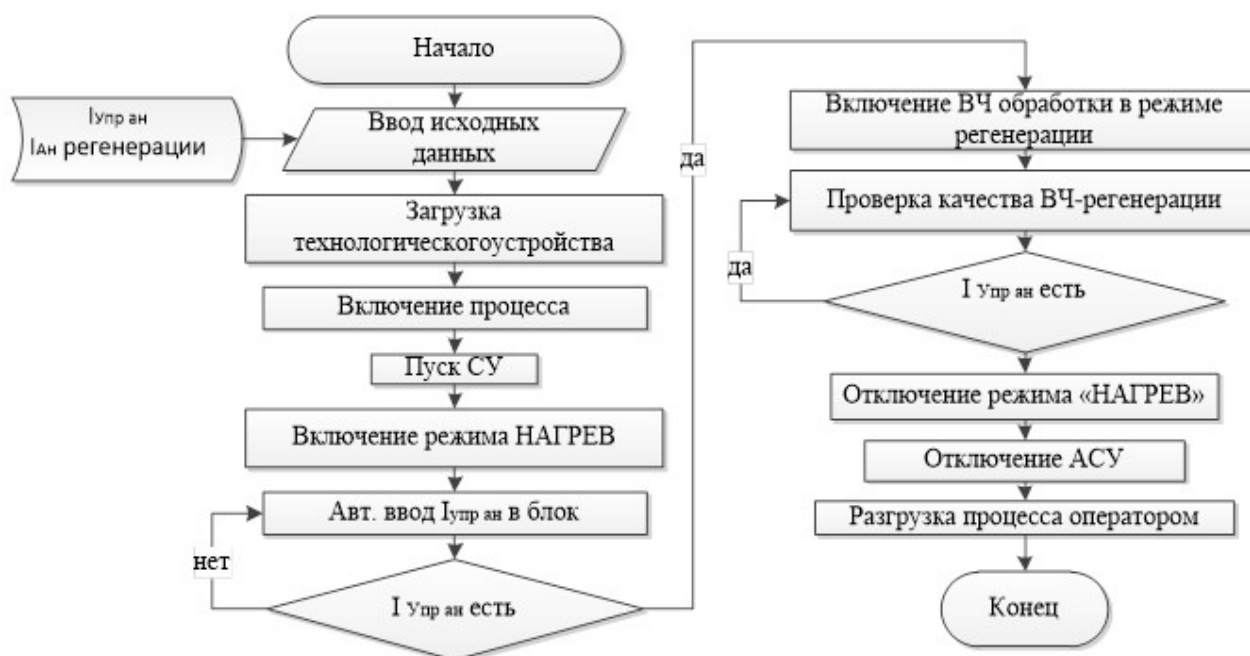 Начало
Iупр ан
Iан регенерации
Ввод исходных
данных
Загрузка
технологическогоустройства
Включение процесса
Пуск СУ
Включение режима НАГРЕВ
Авт. ввод Iупр ан в блок
нет
I Упр ан есть
да
Включение ВЧ обработки в режиме
регенерации
Проверка качества ВЧ-регенерации
да
I Упр ан есть
Отключение режима «НАГРЕВ»
Отключение АСУ
Разгрузка процесса оператором
Конец